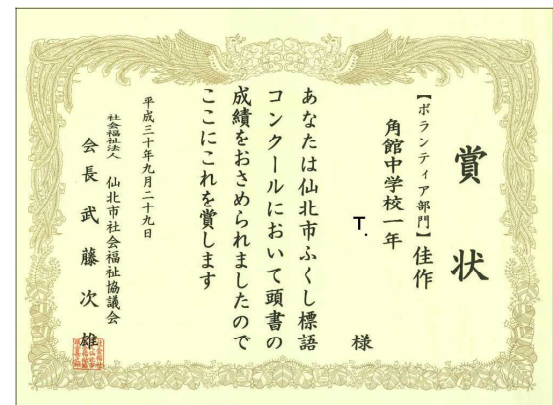 賞状
【ボランティア部門】佳作
角館中学校一年
T.
様
あなたは仙北市ふくし標語
コンクールにおいて頭書の
成績をおさめられましたので
ここにこれを賞します
平成三十年九月二十九日
社会福祉法人 仙北市社会福祉協議会
会長 武藤次雄